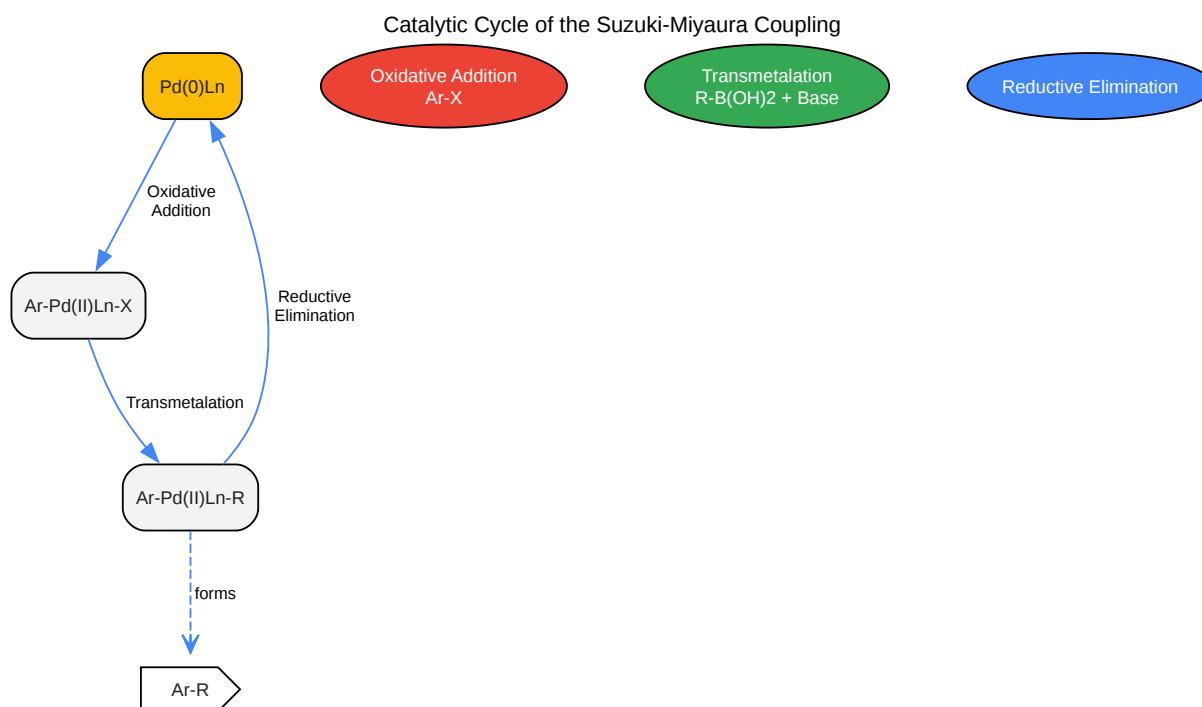 Catalytic Cycle of the Suzuki-Miyaura Coupling
Pd(0)Ln
Oxidative Addition
Ar-X
Transmetalation
R-B(OH)2 + Base
Reductive Elimination
Oxidative
Addition
Ar-Pd(II)Ln-X
Reductive
Elimination
Transmetalation
Ar-Pd(II)Ln-R
forms
Ar-R